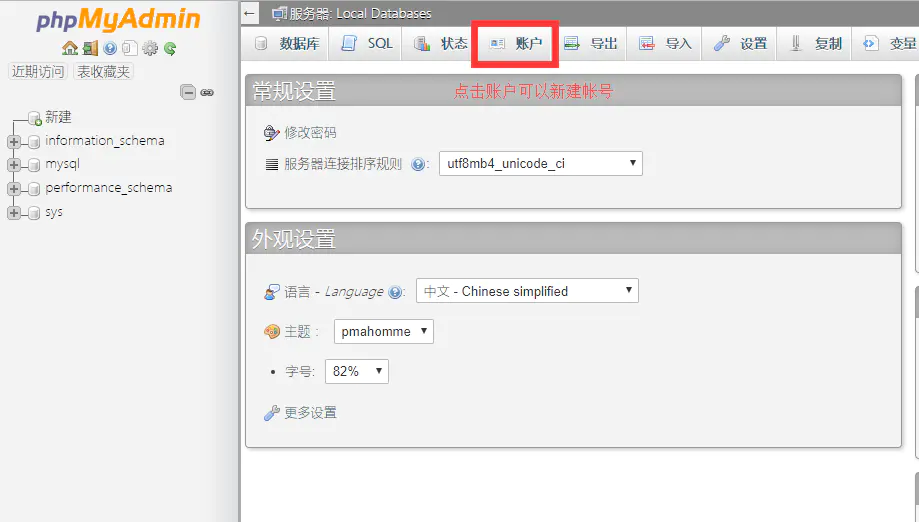 phpMyAdmin
近期访问 表收藏夹
新建
information_schema
mysql
performance_schema
sys
服务器: Local Databases
数据库 SQL 状态 账户 导出 导入 设置 复制 变量
常规设置
点击账户可以新建帐号
修改密码
服务器连接排序规则 : utf8mb4_unicode_ci
外观设置
语言 - Language : 中文 - Chinese simplified
主题 : pmahomme
字号: 82%
更多设置